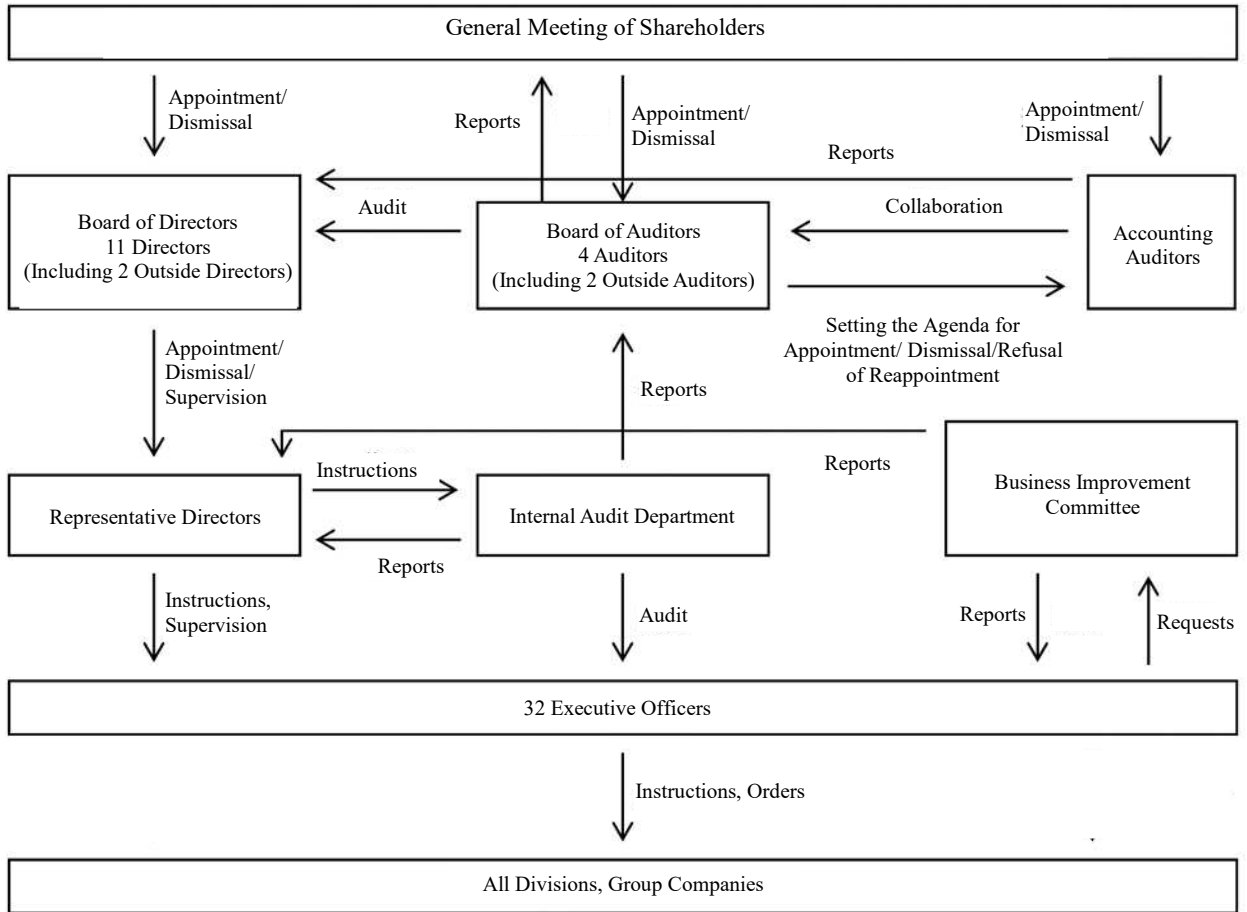 General Meeting of Shareholders
Appointment/
Dismissal
Reports
Appointment/
Dismissal
Appointment/
Dismissal
Reports
Board of Directors
11 Directors
(Including 2 Outside Directors)
Audit
Board of Auditors
4 Auditors
(Including 2 Outside Auditors)
Collaboration
Accounting
Auditors
Setting the Agenda for
Appointment/ Dismissal/Refusal
of Reappointment
Appointment/
Dismissal/
Supervision
Reports
Reports
Representative Directors
Instructions
Reports
Internal Audit Department
Business Improvement
Committee
Instructions,
Supervision
Audit
Reports
Requests
32 Executive Officers
Instructions, Orders
All Divisions, Group Companies